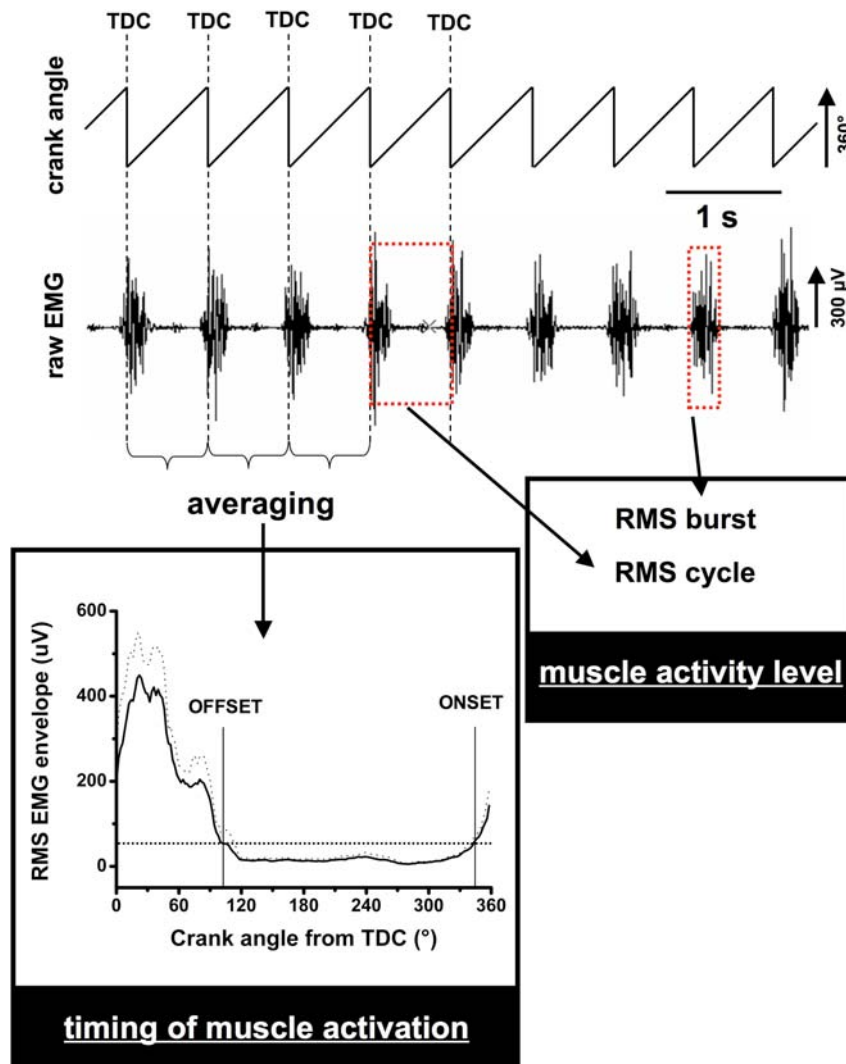 TDC TDC TDC TDC TDC
crank angle
360°
1 s
raw EMG
300 µV
averaging
RMS burst
RMS cycle
muscle activity level
600
400
200
0
RMS EMG envelope (uV)
OFFSET
ONSET
0 60 120 180 240 300 360
Crank angle from TDC (°)
timing of muscle activation